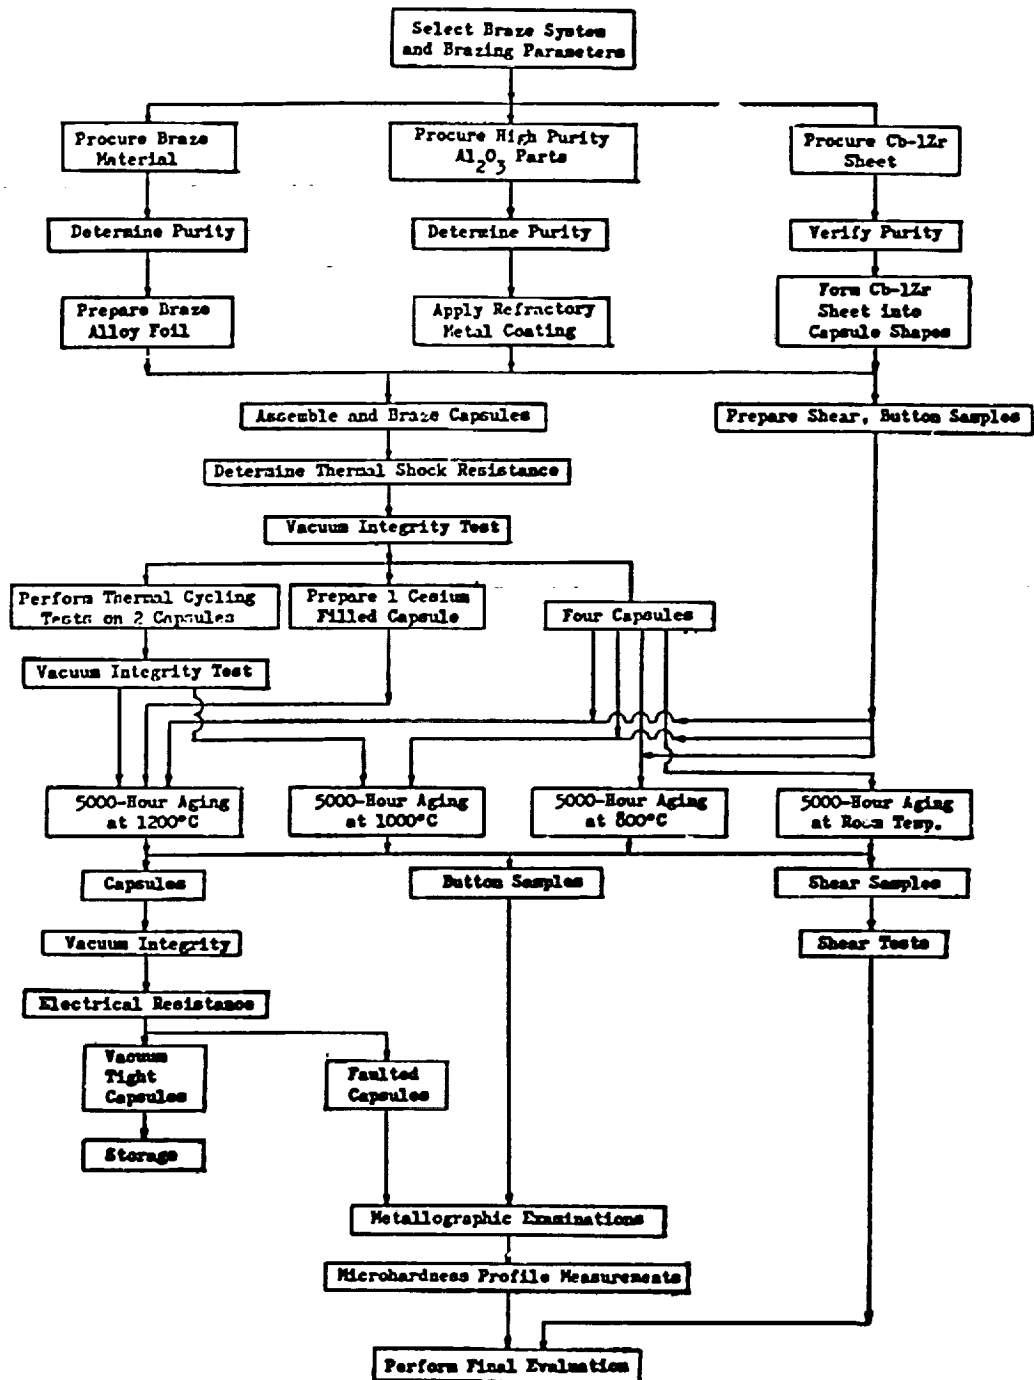 Select Braze System
and Brazing Parameters
Procure Braze
Material
Procure High Purity
Al2O3 Parts
Procure Cb-1Zr
Sheet
Determine Purity
Determine Purity
Verify Purity
Prepare Braze
Alloy Foil
Apply Refractory
Metal Coating
Form Cb-1Zr
Sheet into
Capsule Shapes
Assemble and Braze Capsules
Prepare Shear, Button Samples
Determine Thermal Shock Resistance
Vacuum Integrity Test
Perform Thermal Cycling
Tests on 2 Capsules
Prepare 1 Cesium
Filled Capsule
Four Capsules
Vacuum Integrity Test
5000-Hour Aging
at 1200°C
5000-Hour Aging
at 1000°C
5000-Hour Aging
at 800°C
5000-Hour Aging
at Room Temp.
Capsules
Button Samples
Shear Samples
Vacuum Integrity
Shear Tests
Electrical Resistance
Vacuum
Tight
Capsules
Faulted
Capsules
Storage
Metallographic Examinations
Microhardness Profile Measurements
Perform Final Evaluation